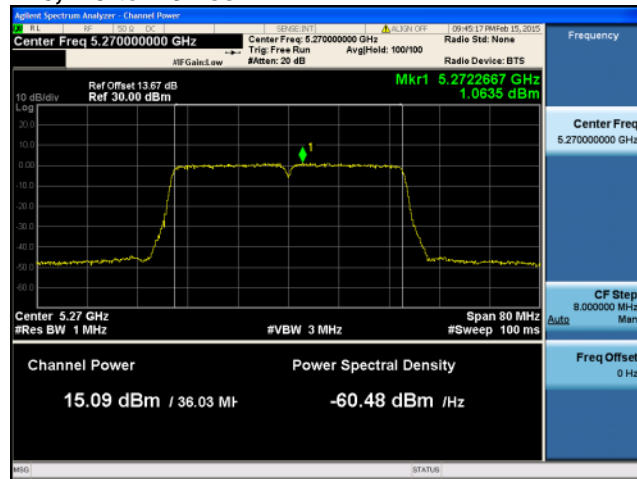 Agilent Spectrum Analyzer - Channel Power
RL RF 50 Ω DC SENSE:INT ALIGN OFF 09:45:17 PM Feb 15, 2015
Center Freq 5.270000000 GHz
Center Freq: 5.270000000 GHz
Radio Std: None
Trig: Free Run Avg|Hold: 100/100
#IFGain:Low #Atten: 20 dB Radio Device: BTS
Frequency
Mkr1 5.2722667 GHz
1.0635 dBm
Ref Offset 13.67 dB
10 dB/div Ref 30.00 dBm
Log
20.0
10.0
0.00
-10.0
-20.0
-30.0
-40.0
-50.0
-60.0
1
Center 5.27 GHz Span 80 MHz
#Res BW 1 MHz #VBW 3 MHz #Sweep 100 ms
Channel Power Power Spectral Density
15.09 dBm / 36.03 MH -60.48 dBm /Hz
Center Freq
5.270000000 GHz
CF Step
8.000000 MHz
Auto Man
Freq Offset
0 Hz
MSG STATUS